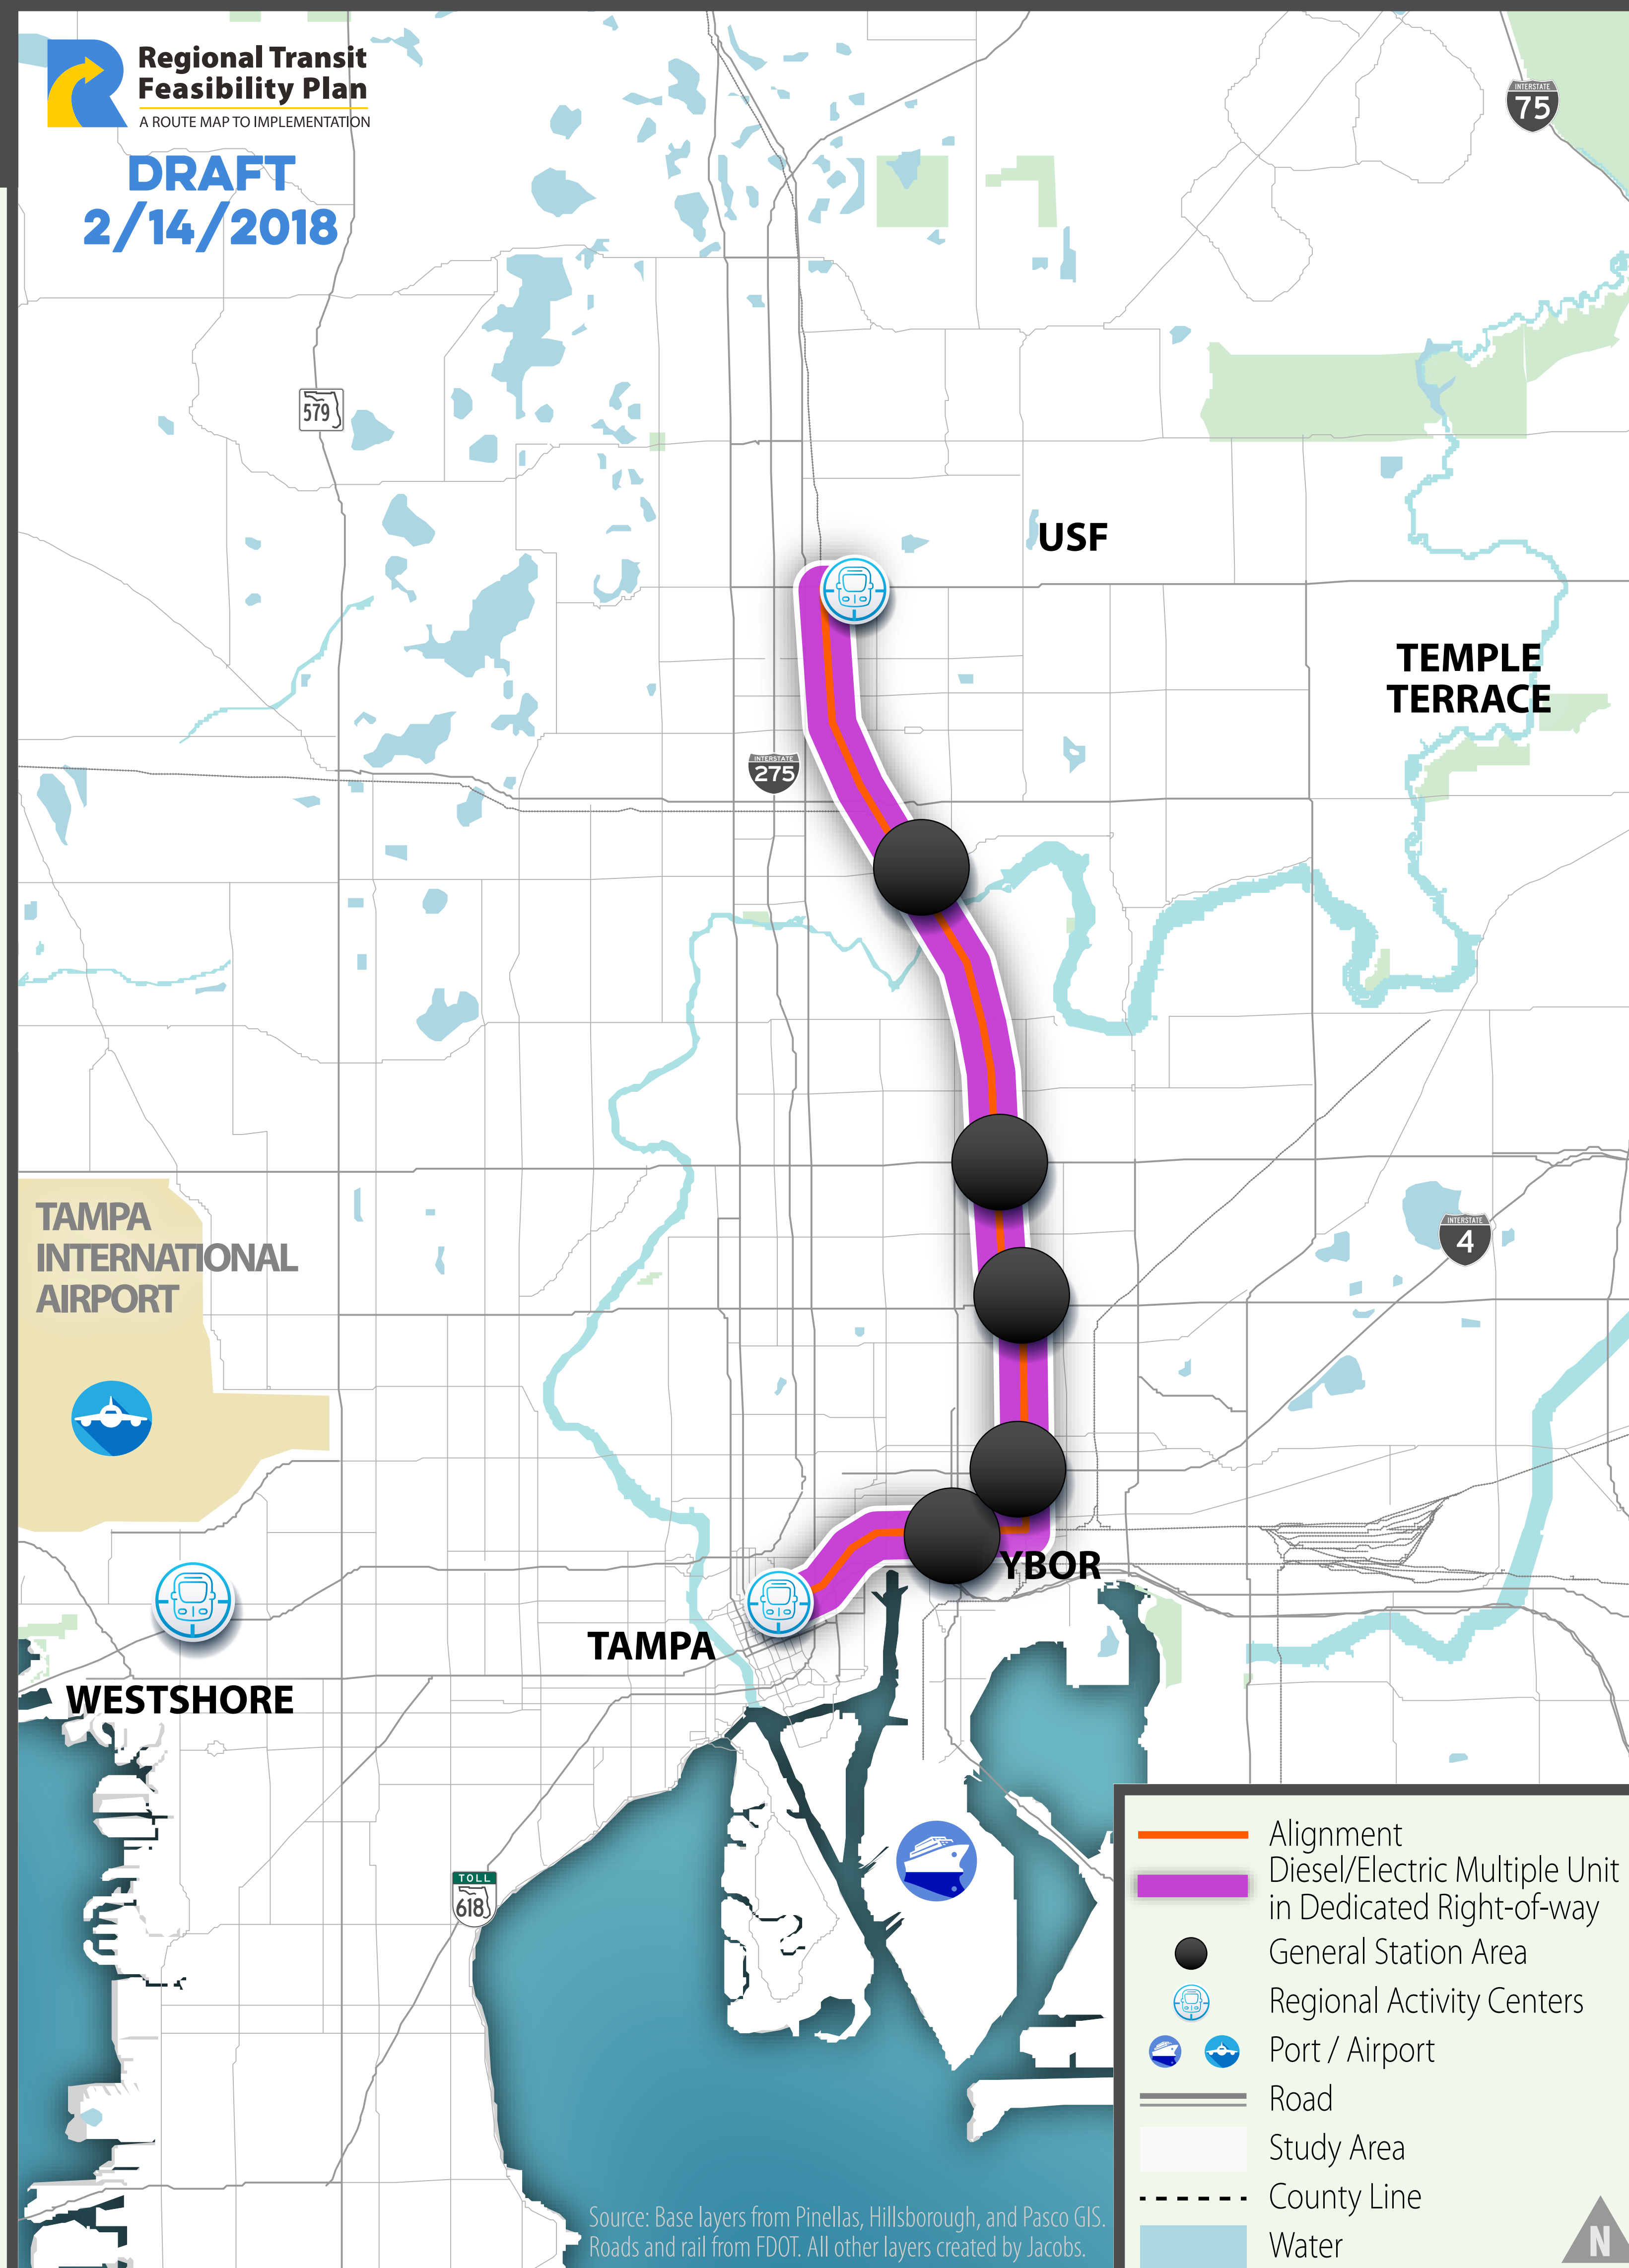 Regional Transit
Feasibility Plan
A ROUTE MAP TO IMPLEMENTATION
DRAFT
2/14/2018
INTERSTATE
75
579
USF
TEMPLE
TERRACE
INTERSTATE
275
TAMPA
INTERNATIONAL
AIRPORT
INTERSTATE
4
YBOR
TAMPA
WESTSHORE
TOLL
618
Alignment
Diesel/Electric Multiple Unit
in Dedicated Right-of-way
General Station Area
Regional Activity Centers
Port / Airport
Road
Study Area
County Line
Water
N
Source: Base layers from Pinellas, Hillsborough, and Pasco GIS.
Roads and rail from FDOT. All other layers created by Jacobs.